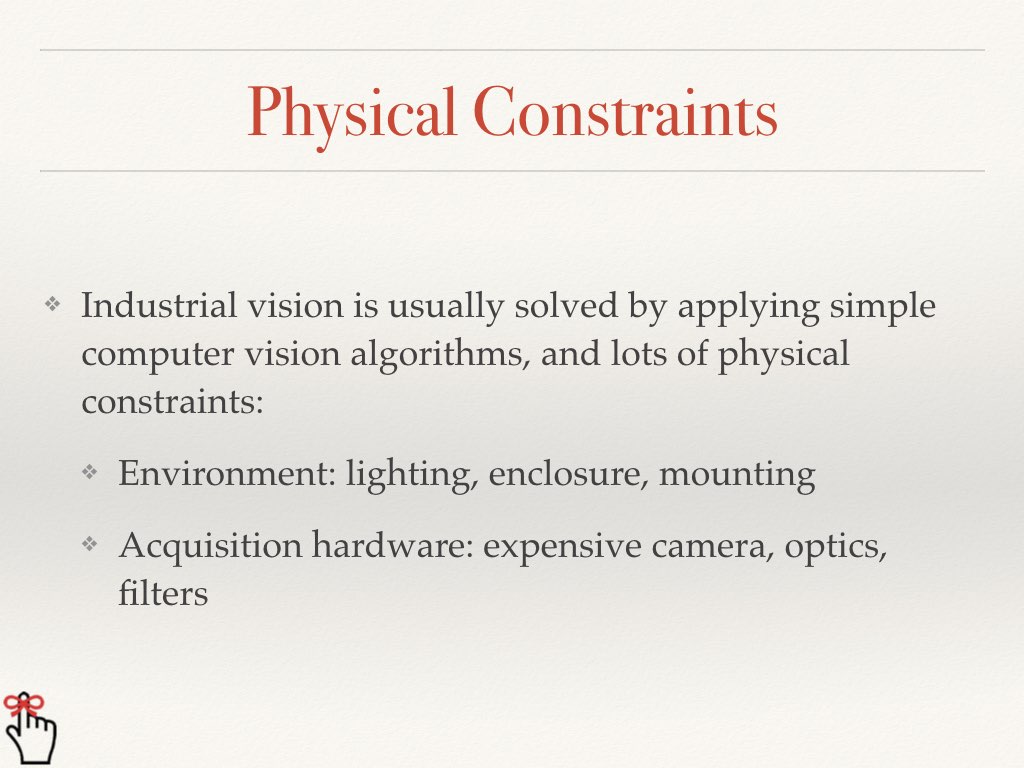 Physical Constraints
❖ Industrial vision is usually solved by applying simple
computer vision algorithms, and lots of physical
constraints:
❖ Environment: lighting, enclosure, mounting
❖ Acquisition hardware: expensive camera, optics,
filters